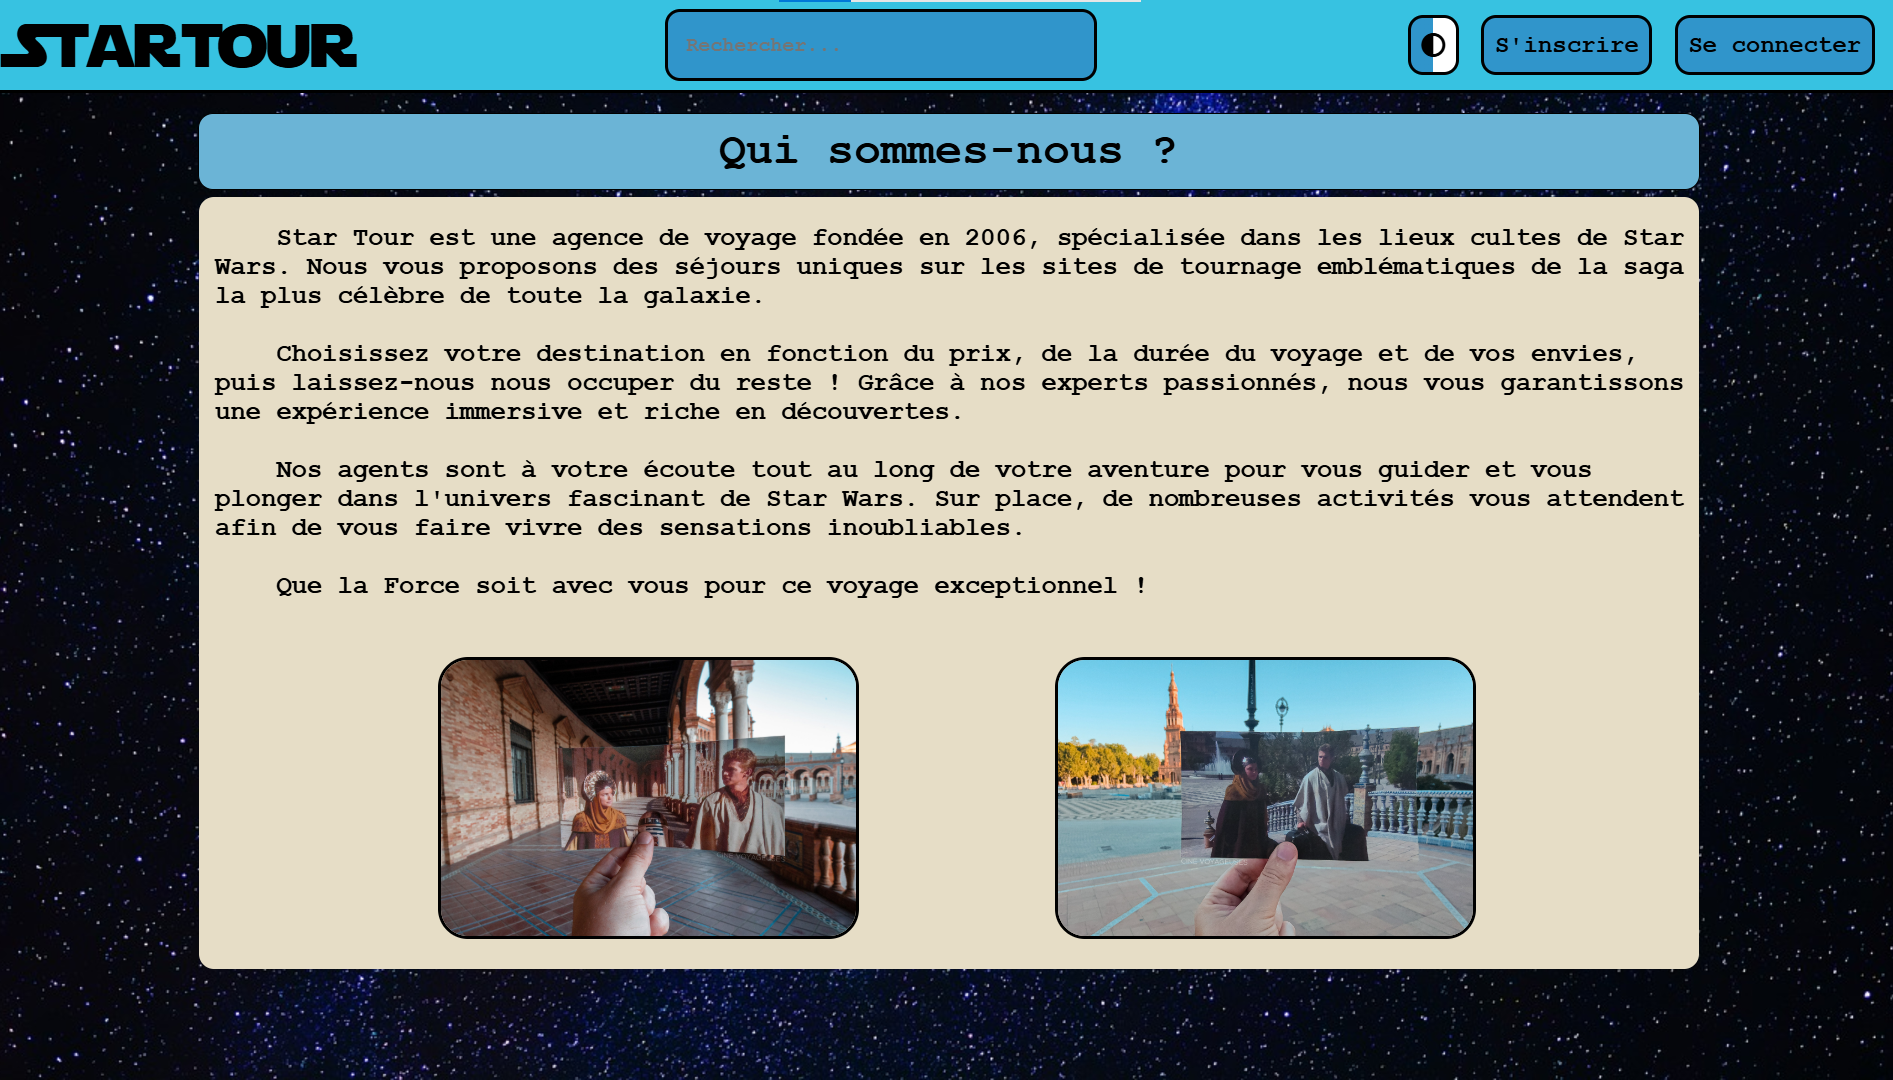 STAR TOUR
Rechercher...
S'inscrire
Se connecter
Qui sommes-nous ?
Star Tour est une agence de voyage fondée en 2006, spécialisée dans les lieux cultes de Star
Wars. Nous vous proposons des séjours uniques sur les sites de tournage emblématiques de la saga
la plus célèbre de toute la galaxie.
Choisissez votre destination en fonction du prix, de la durée du voyage et de vos envies,
puis laissez-nous nous occuper du reste ! Grâce à nos experts passionnés, nous vous garantissons
une expérience immersive et riche en découvertes.
Nos agents sont à votre écoute tout au long de votre aventure pour vous guider et vous
plonger dans l'univers fascinant de Star Wars. Sur place, de nombreuses activités vous attendent
afin de vous faire vivre des sensations inoubliables.
Que la Force soit avec vous pour ce voyage exceptionnel !